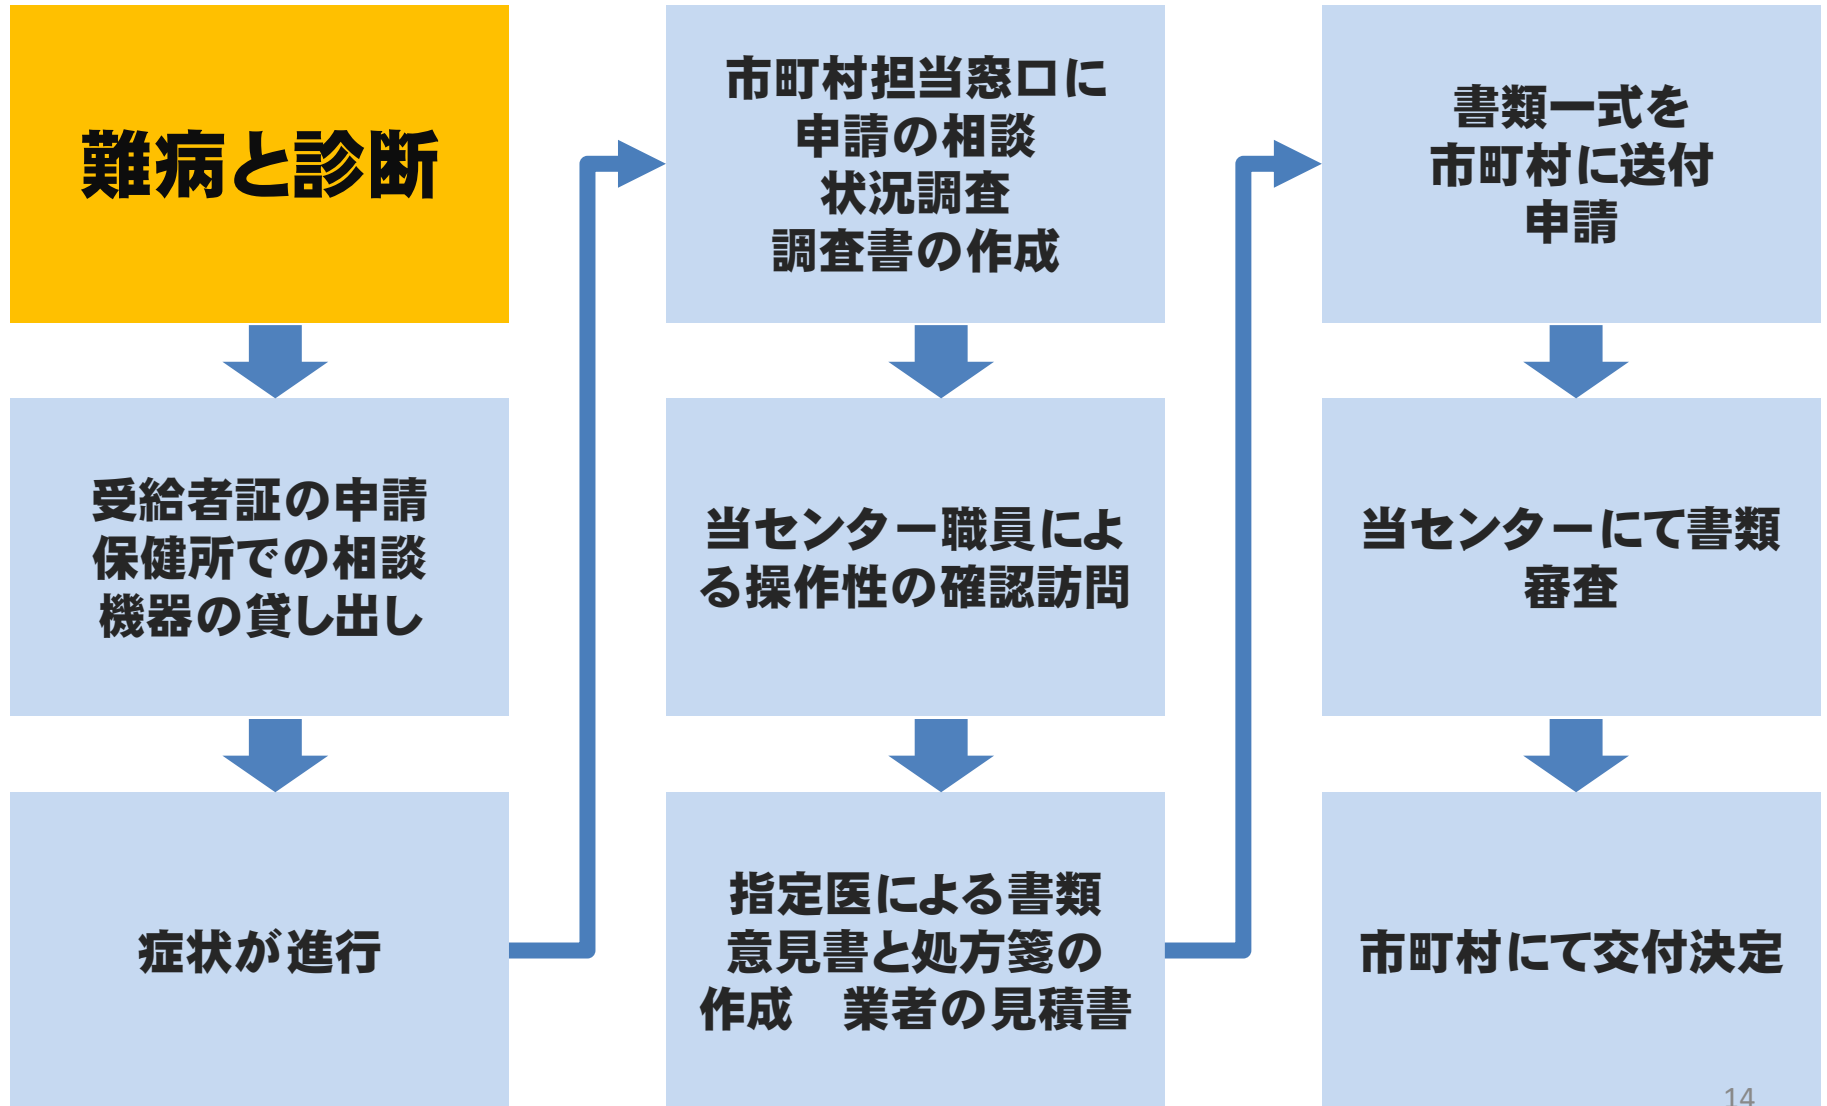 難病と診断
受給者証の申請
保健所での相談
機器の貸し出し
症状が進行
市町村担当窓口に
申請の相談
状況調査
調査書の作成
当センター職員によ
る操作性の確認訪問
指定医による書類
意見書と処方箋の
作成　業者の見積書
書類一式を
市町村に送付
申請
当センターにて書類
審査
市町村にて交付決定
14